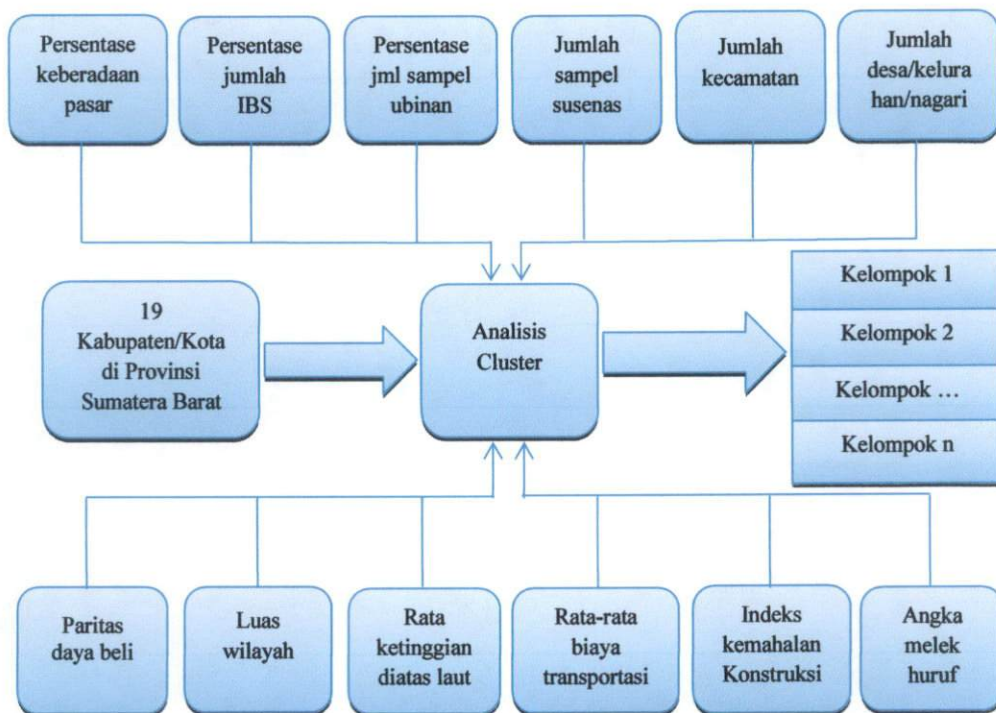 Persentase
keberadaan
pasar
Persentase
jumlah
IBS
Persentase
jml sampel
ubinan
Jumlah
sampel
susenas
Jumlah
kecamatan
Jumlah
desa/kelura
han/nagari
19
Kabupaten/Kota
di Provinsi
Sumatera Barat
Analisis
Cluster
Kelompok 1
Kelompok 2
Kelompok …
Kelompok n
Paritas
daya beli
Luas
wilayah
Rata
ketinggian
diatas laut
Rata-rata
biaya
transportasi
Indeks
kemahalan
Konstruksi
Angka
melek
huruf